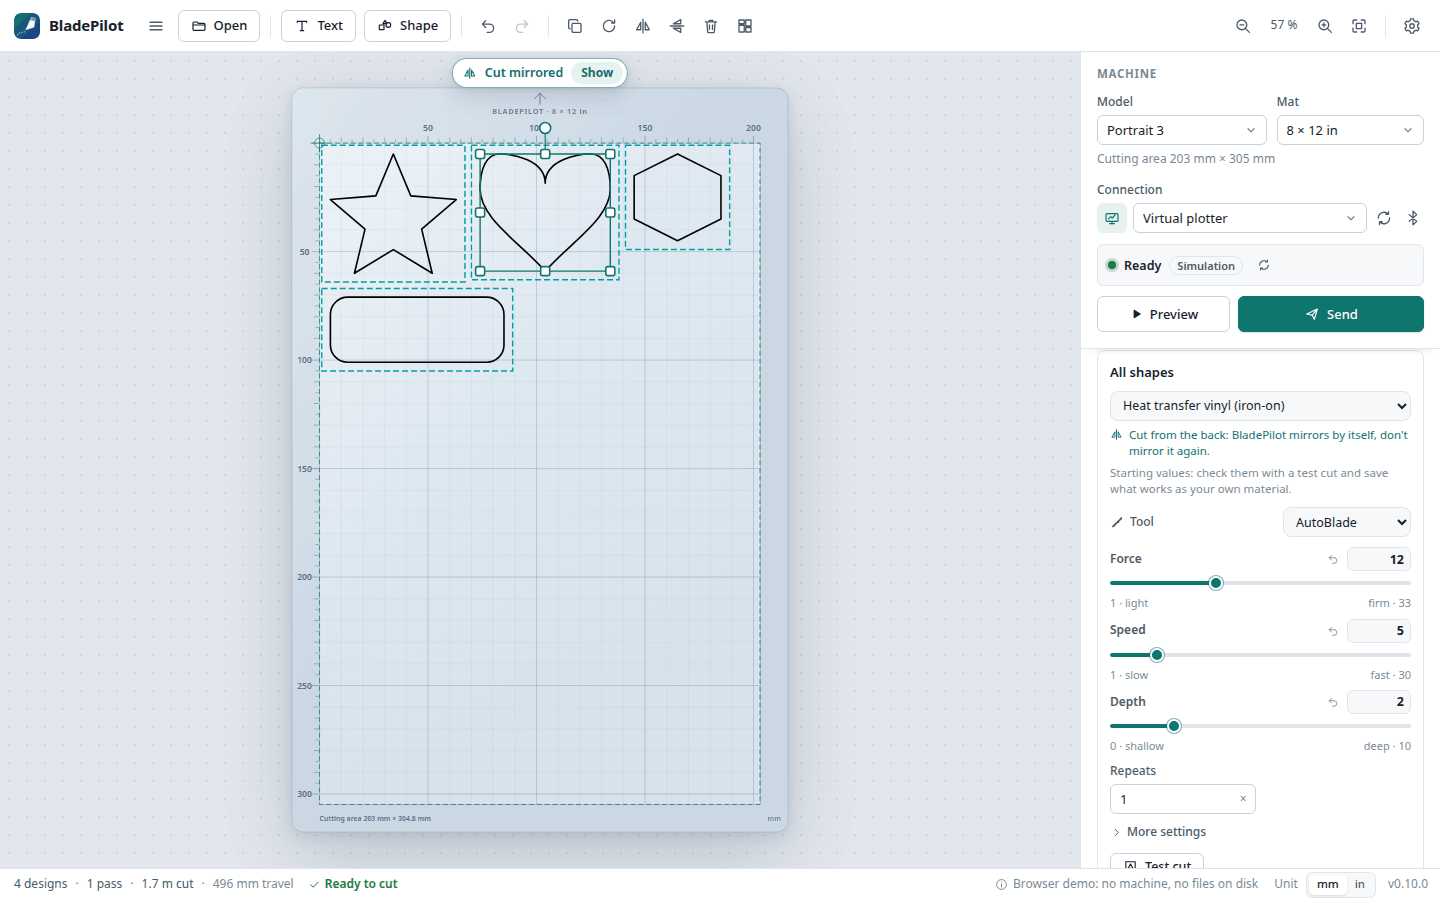 BladePilot
Open
Text
Shape
57 %
Cut mirrored Show
BLADEPILOT · 8 × 12 in
50 150 200
50
100
150
200
250
300
Cutting area 203 mm × 304.8 mm
mm
MACHINE
Model Mat
Portrait 3 8 × 12 in
Cutting area 203 mm × 305 mm
Connection
Virtual plotter
Ready Simulation
Preview Send
All shapes
Heat transfer vinyl (iron-on)
Cut from the back: BladePilot mirrors by itself, don't
mirror it again.
Starting values: check them with a test cut and save
what works as your own material.
Tool AutoBlade
Force 12
1 · light firm · 33
Speed 5
1 · slow fast · 30
Depth 2
0 · shallow deep · 10
Repeats
1 ×
More settings
Test cut
4 designs · 1 pass · 1.7 m cut · 496 mm travel Ready to cut
Browser demo: no machine, no files on disk Unit mm in v0.10.0